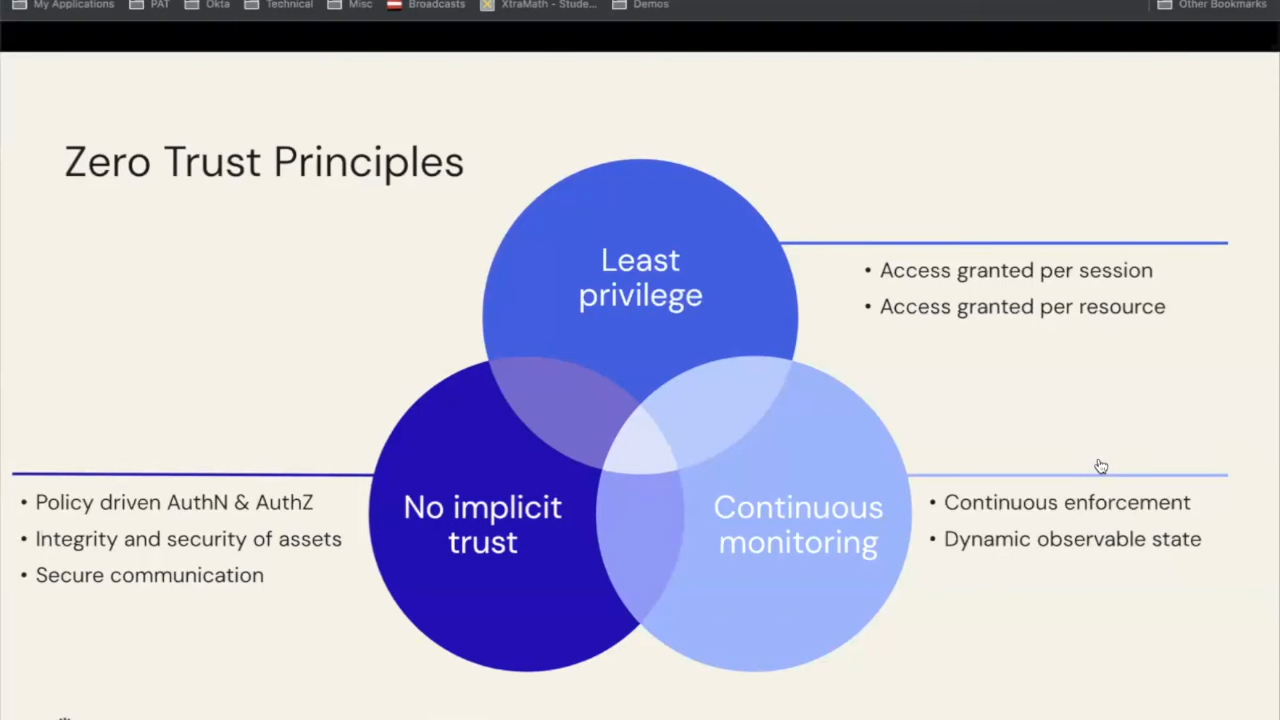 My Applications PAT Okta Technical Misc Broadcasts XtraMath - Stude... Demos Other Bookmarks
Zero Trust Principles
Least
privilege
• Access granted per session
• Access granted per resource
No implicit
trust
• Policy driven AuthN & AuthZ
• Integrity and security of assets
• Secure communication
Continuous
monitoring
• Continuous enforcement
• Dynamic observable state